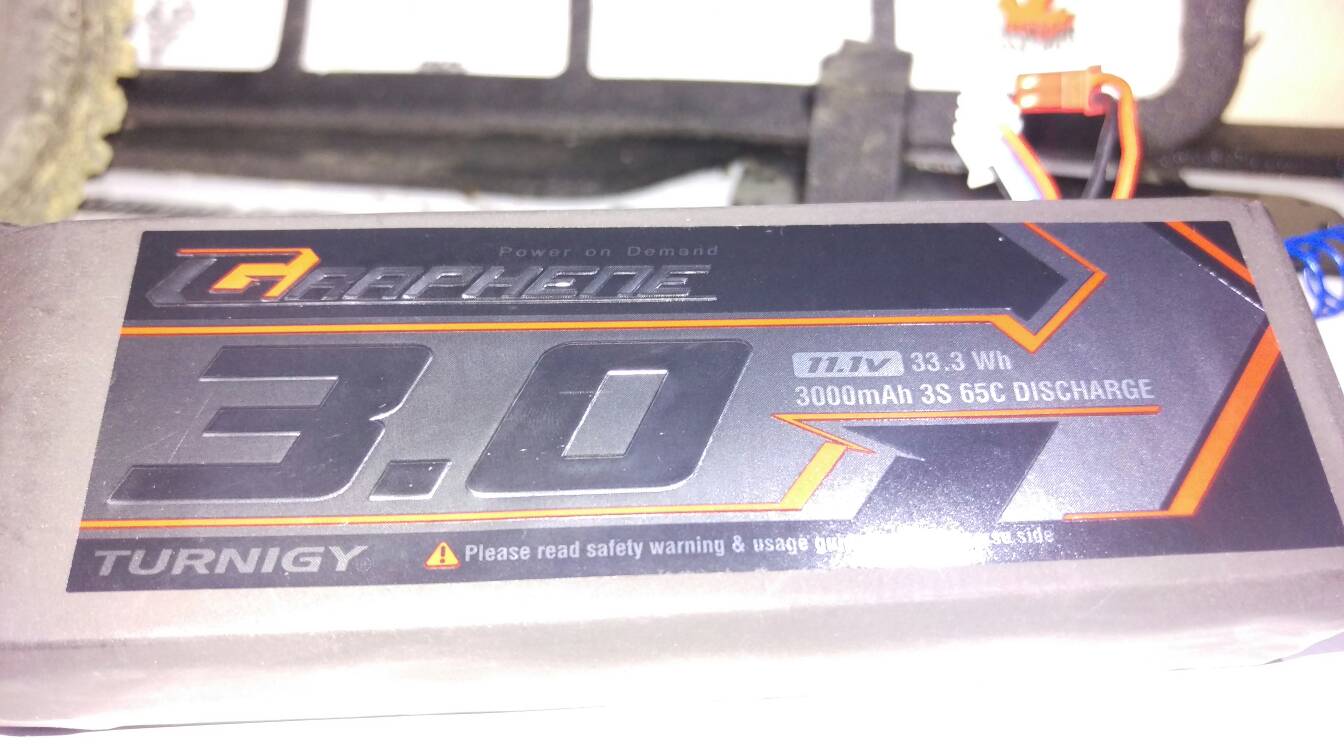 Power on Demand
GRAPHENE
3.0
11.1V 33.3 Wh
3000mAh 3S 65C DISCHARGE
TURNIGY
Please read safety warning & usage side